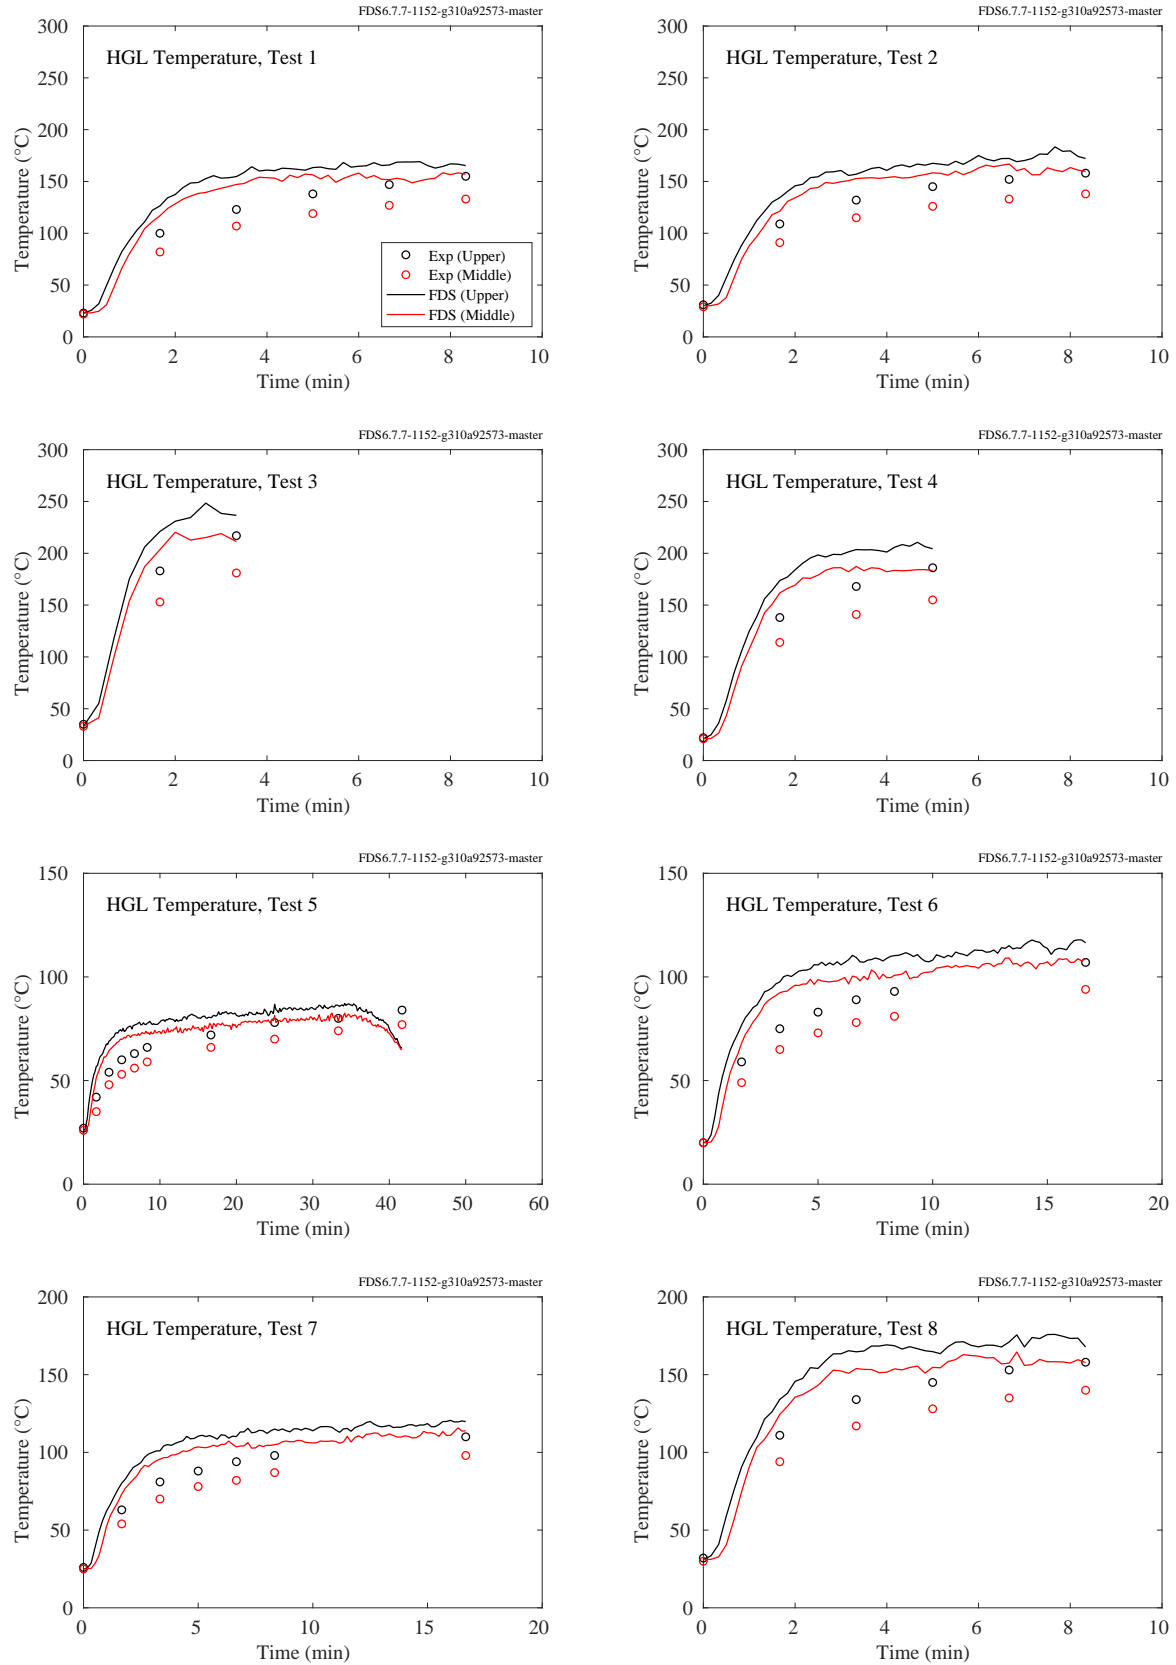 FDS6.7.7-1152-g310a92573-master
HGL Temperature, Test 1
Temperature (°C)
300
250
200
150
100
50
0
0 2 4 6 8 10
Time (min)
Exp (Upper)
Exp (Middle)
FDS (Upper)
FDS (Middle)
FDS6.7.7-1152-g310a92573-master
HGL Temperature, Test 2
Temperature (°C)
300
250
200
150
100
50
0
0 2 4 6 8 10
Time (min)
FDS6.7.7-1152-g310a92573-master
HGL Temperature, Test 3
Temperature (°C)
300
250
200
150
100
50
0
0 2 4 6 8 10
Time (min)
FDS6.7.7-1152-g310a92573-master
HGL Temperature, Test 4
Temperature (°C)
300
250
200
150
100
50
0
0 2 4 6 8 10
Time (min)
FDS6.7.7-1152-g310a92573-master
HGL Temperature, Test 5
Temperature (°C)
150
100
50
0
0 10 20 30 40 50 60
Time (min)
FDS6.7.7-1152-g310a92573-master
HGL Temperature, Test 6
Temperature (°C)
150
100
50
0
0 5 10 15 20
Time (min)
FDS6.7.7-1152-g310a92573-master
HGL Temperature, Test 7
Temperature (°C)
200
150
100
50
0
0 5 10 15 20
Time (min)
FDS6.7.7-1152-g310a92573-master
HGL Temperature, Test 8
Temperature (°C)
200
150
100
50
0
0 2 4 6 8 10
Time (min)